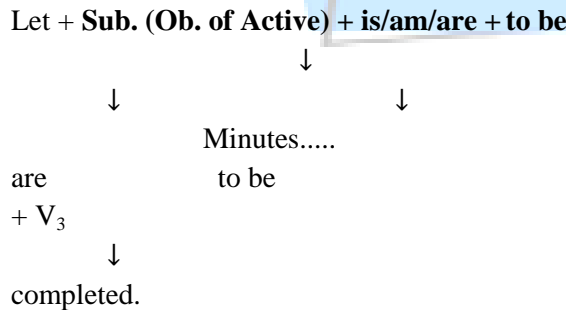 Let + Sub. (Ob. of Active) + is/am/are + to be
↓
↓ ↓
Minutes.....
are to be
+ V₃
↓
completed.